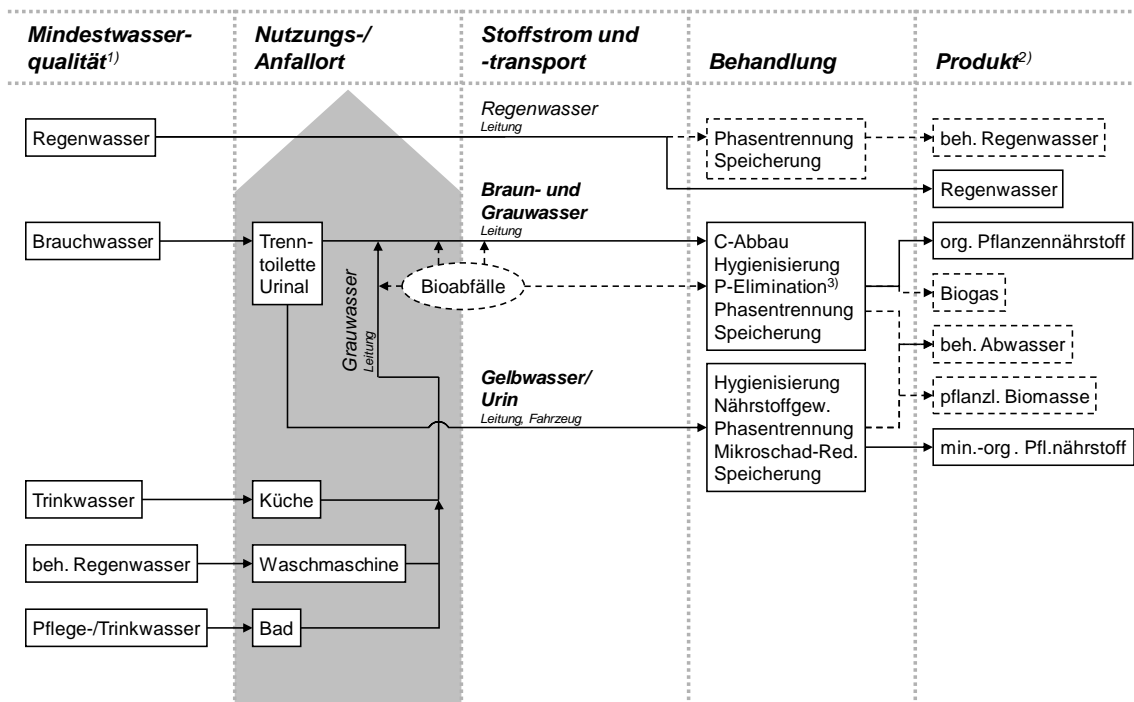 Mindestwasser-
qualität1)
Nutzungs-/
Anfallort
Stoffstrom und
-transport
Behandlung
Produkt2)
Regenwasser
Regenwasser
Leitung
Phasentrennung
Speicherung
beh. Regenwasser
Regenwasser
Brauchwasser
Trenn-
toilette
Urinal
Braun- und
Grauwasser
Leitung
Bioabfälle
Grauwasser
Leitung
C-Abbau
Hygienisierung
P-Elimination3)
Phasentrennung
Speicherung
org. Pflanzennährstoff
Biogas
beh. Abwasser
Gelbwasser/
Urin
Leitung, Fahrzeug
Hygienisierung
Nährstoffgew.
Phasentrennung
Mikroschad-Red.
Speicherung
pflanzl. Biomasse
min.-org . Pfl.nährstoff
Trinkwasser
Küche
beh. Regenwasser
Waschmaschine
Pflege-/Trinkwasser
Bad